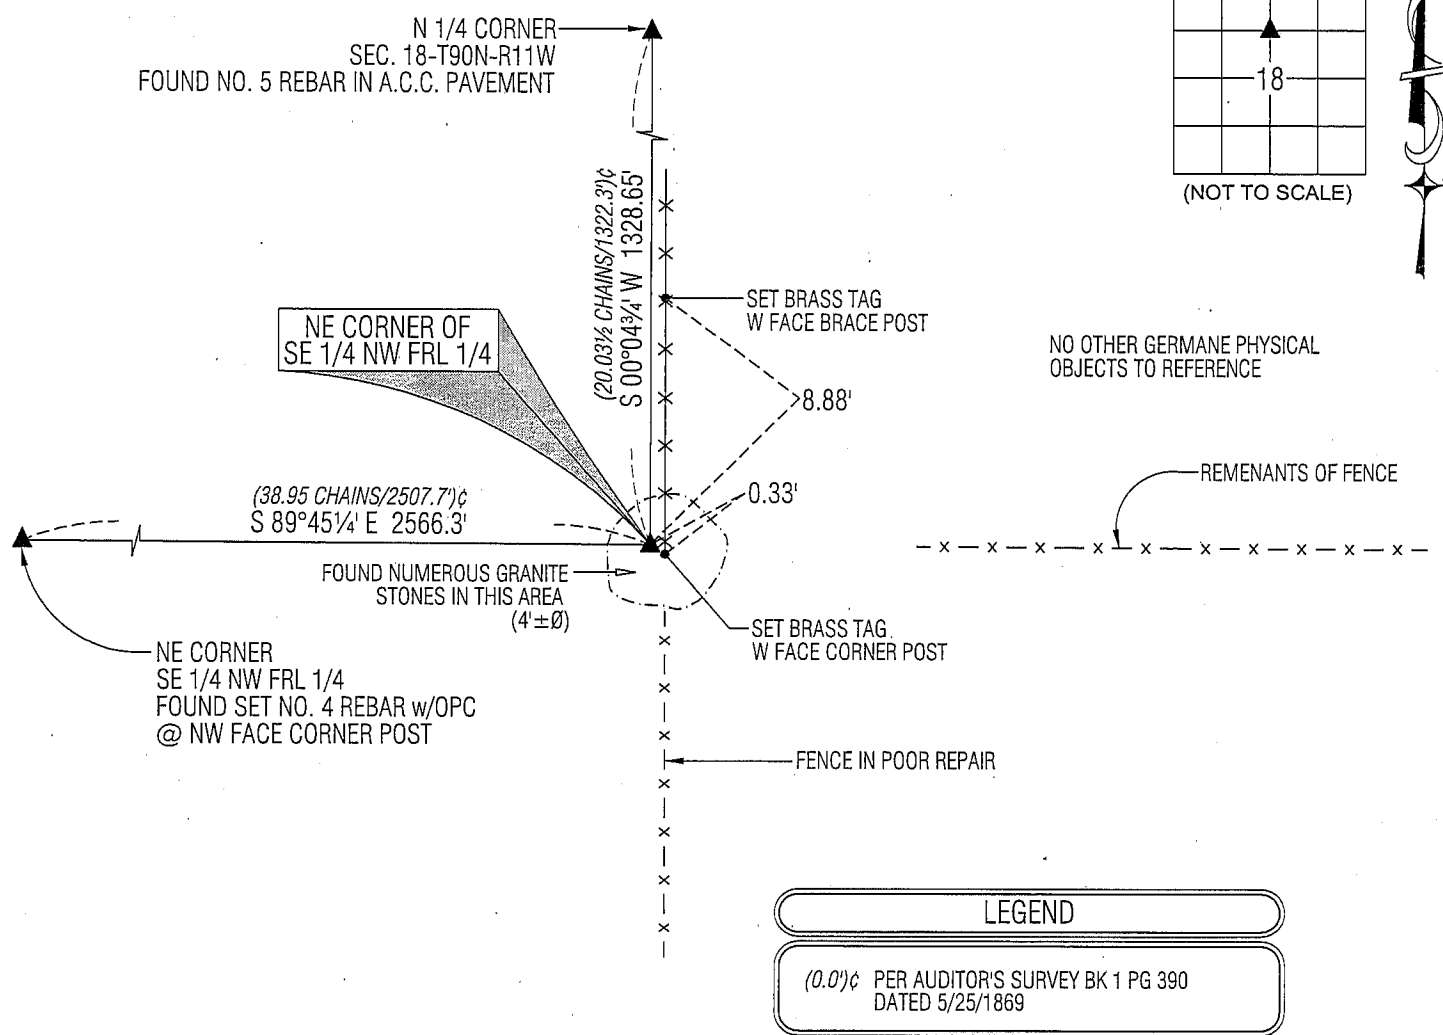 N 1/4 CORNER
SEC. 18-T90N-R11W
FOUND NO. 5 REBAR IN A.C.C. PAVEMENT
18
(NOT TO SCALE)
(20.03½ CHAINS/1322.3')¢
S 00°04¾' W 1328.65'
SET BRASS TAG
W FACE BRACE POST
NE CORNER OF
SE 1/4 NW FRL 1/4
NO OTHER GERMANE PHYSICAL
OBJECTS TO REFERENCE
8.88'
REMENANTS OF FENCE
(38.95 CHAINS/2507.7')¢
S 89°45¼' E 2566.3'
0.33'
FOUND NUMEROUS GRANITE
STONES IN THIS AREA
(4'±Ø)
SET BRASS TAG
W FACE CORNER POST
NE CORNER
SE 1/4 NW FRL 1/4
FOUND SET NO. 4 REBAR w/OPC
@ NW FACE CORNER POST
FENCE IN POOR REPAIR
LEGEND
(0.0')¢ PER AUDITOR'S SURVEY BK 1 PG 390
DATED 5/25/1869